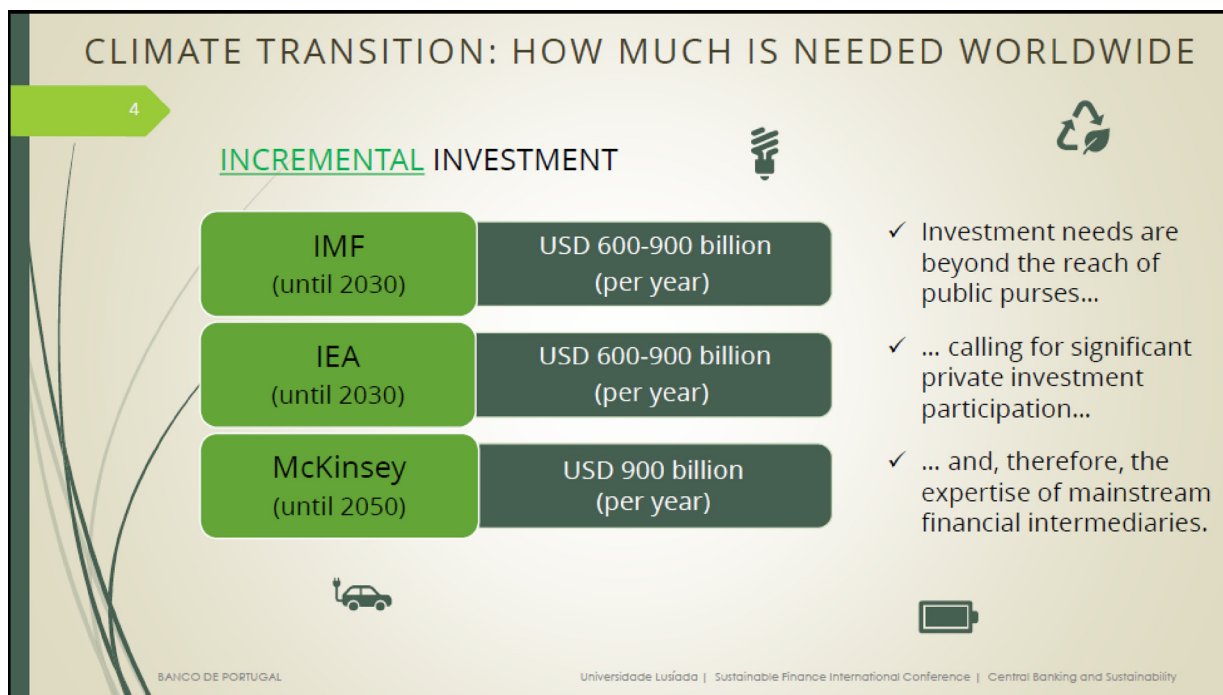 CLIMATE TRANSITION: HOW MUCH IS NEEDED WORLDWIDE
4
INCREMENTAL INVESTMENT
IMF
(until 2030)
USD 600-900 billion
(per year)
IEA
(until 2030)
USD 600-900 billion
(per year)
McKinsey
(until 2050)
USD 900 billion
(per year)
✓ Investment needs are
beyond the reach of
public purses...
✓ ... calling for significant
private investment
participation...
✓ ... and, therefore, the
expertise of mainstream
financial intermediaries.
BANCO DE PORTUGAL
Universidade Lusíada | Sustainable Finance International Conference | Central Banking and Sustainability